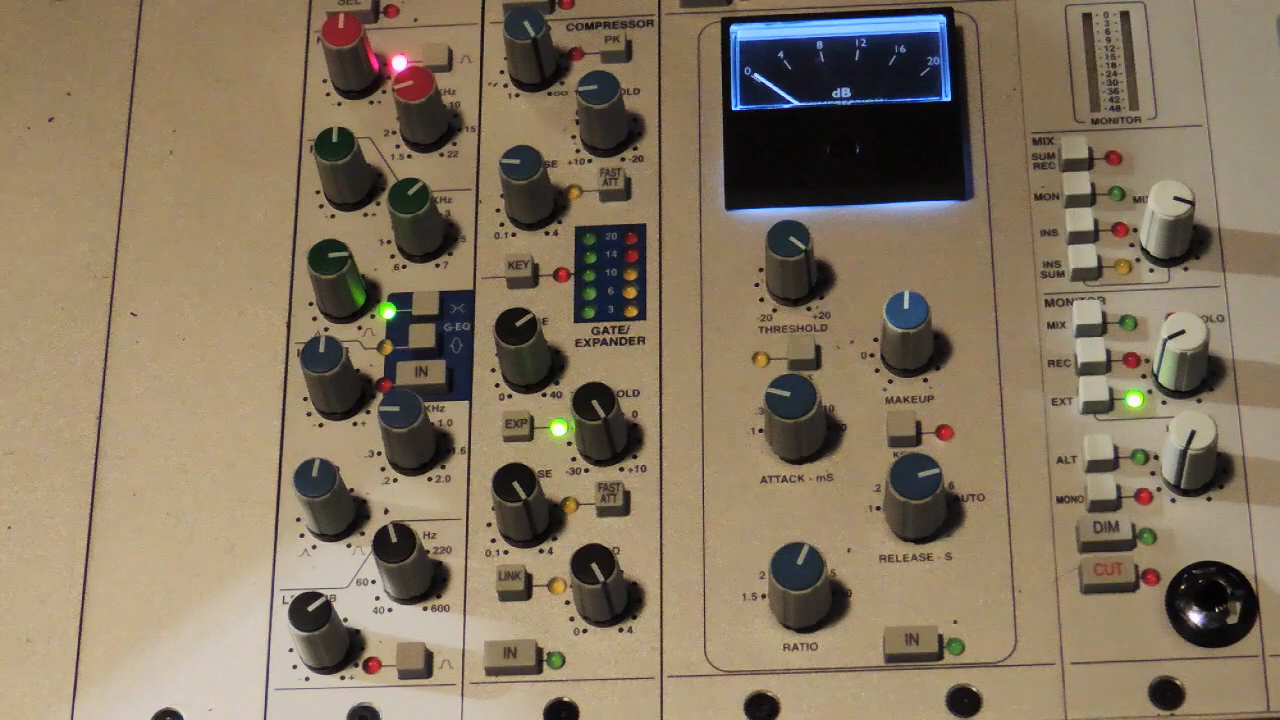 SEL
KHz
10
15
2
1.5
22
KHz
3
1
5
.6
7
G-EQ
IN
KHz
1.0
.3
1.6
.2
2.0
Hz
220
60
40
600
COMPRESSOR
PK
1
∞
+10
-20
FAST
ATT
0.1
4
KEY
20
14
10
6
3
GATE/
EXPANDER
0
40
EXP
0
-30
+10
FAST
ATT
0.1
4
LINK
0
4
IN
0
4
8
12
16
20
dB
-20
+20
THRESHOLD
0
MAKEUP
.3
.1
ATTACK - mS
.2
.6
.1
AUTO
RELEASE - S
2
5
1.5
10
RATIO
IN
0
3
6
9
12
15
18
24
30
36
42
48
MONITOR
MIX
SUM
REC
MON
INS
INS
SUM
MONITOR
MIX
REC
EXT
ALT
MONO
DIM
CUT